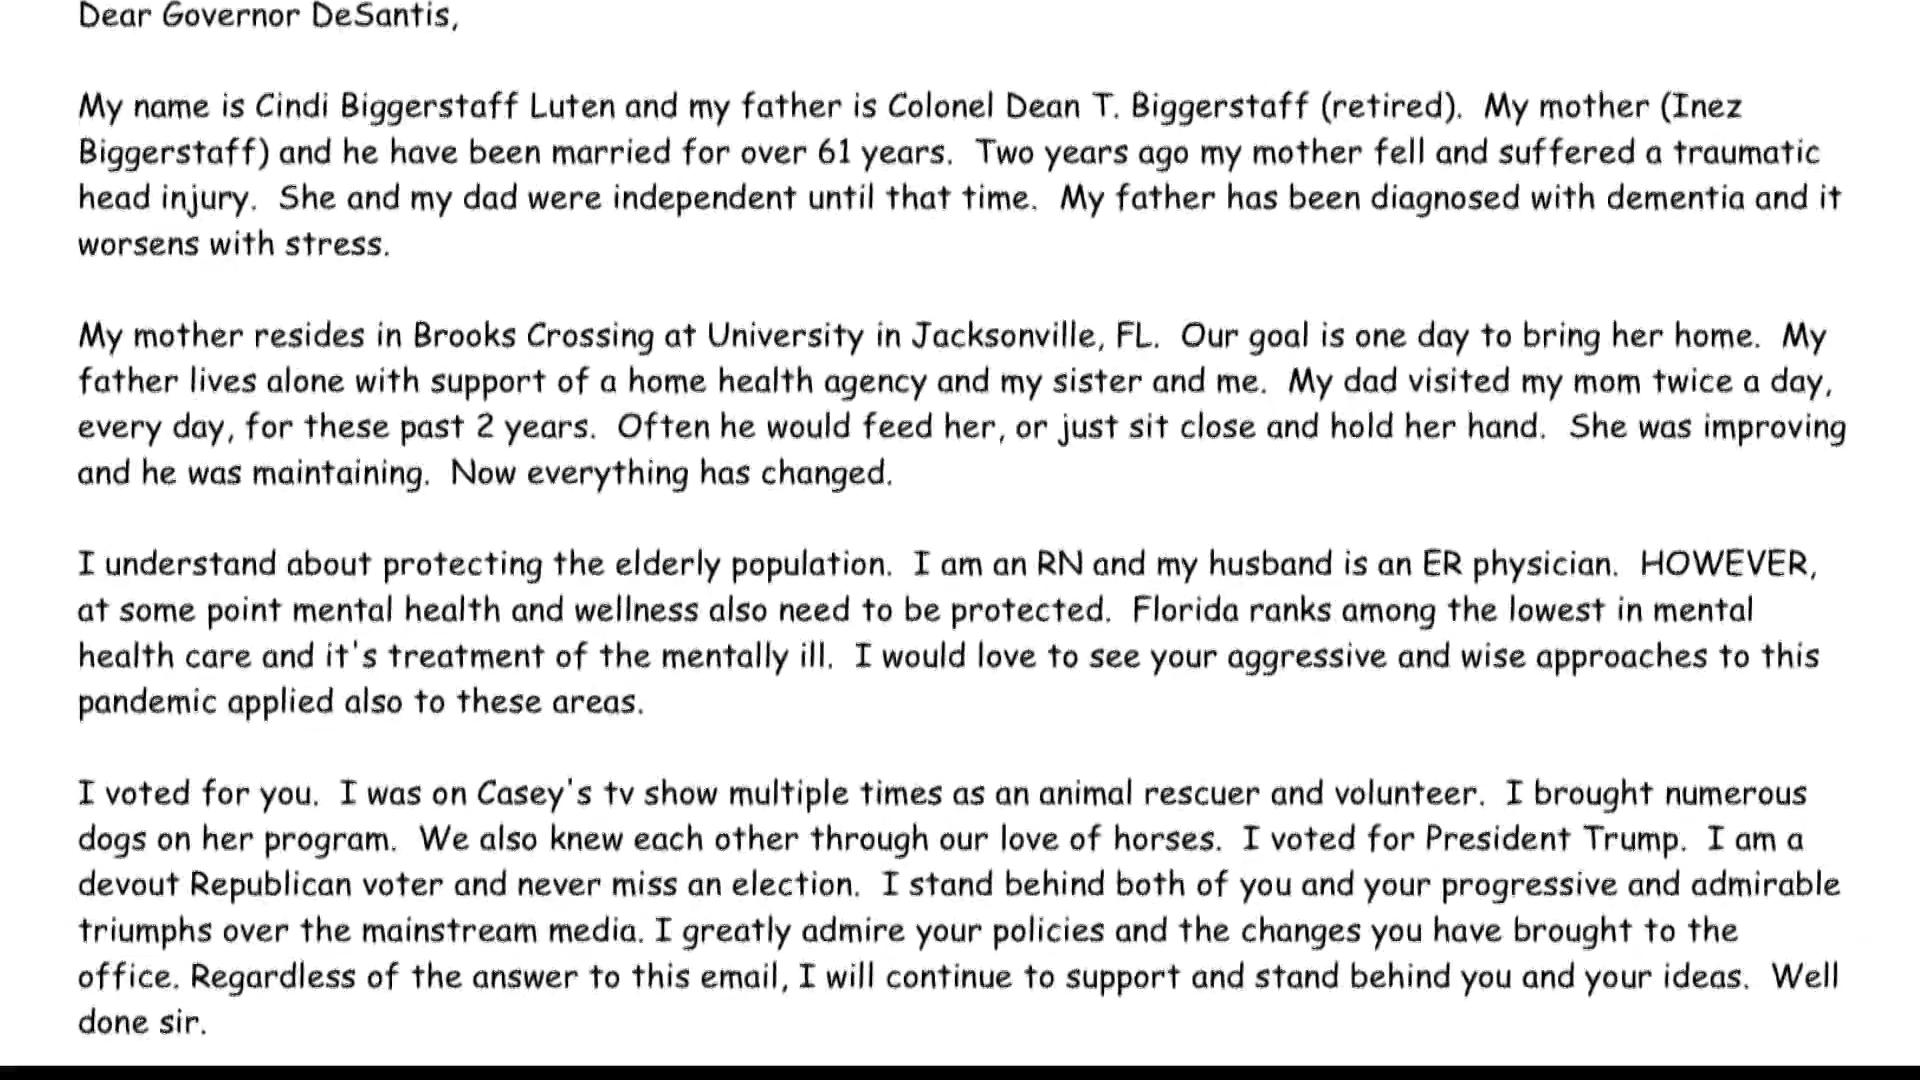 Dear Governor DeSantis,
My name is Cindi Biggerstaff Luten and my father is Colonel Dean T. Biggerstaff (retired).  My mother (Inez
Biggerstaff) and he have been married for over 61 years.  Two years ago my mother fell and suffered a traumatic
head injury.  She and my dad were independent until that time.  My father has been diagnosed with dementia and it
worsens with stress.
My mother resides in Brooks Crossing at University in Jacksonville, FL.  Our goal is one day to bring her home.  My
father lives alone with support of a home health agency and my sister and me.  My dad visited my mom twice a day,
every day, for these past 2 years.  Often he would feed her, or just sit close and hold her hand.  She was improving
and he was maintaining.  Now everything has changed.
I understand about protecting the elderly population.  I am an RN and my husband is an ER physician.  HOWEVER,
at some point mental health and wellness also need to be protected.  Florida ranks among the lowest in mental
health care and it's treatment of the mentally ill.  I would love to see your aggressive and wise approaches to this
pandemic applied also to these areas.
I voted for you.  I was on Casey's tv show multiple times as an animal rescuer and volunteer.  I brought numerous
dogs on her program.  We also knew each other through our love of horses.  I voted for President Trump.  I am a
devout Republican voter and never miss an election.  I stand behind both of you and your progressive and admirable
triumphs over the mainstream media. I greatly admire your policies and the changes you have brought to the
office. Regardless of the answer to this email, I will continue to support and stand behind you and your ideas.  Well
done sir.